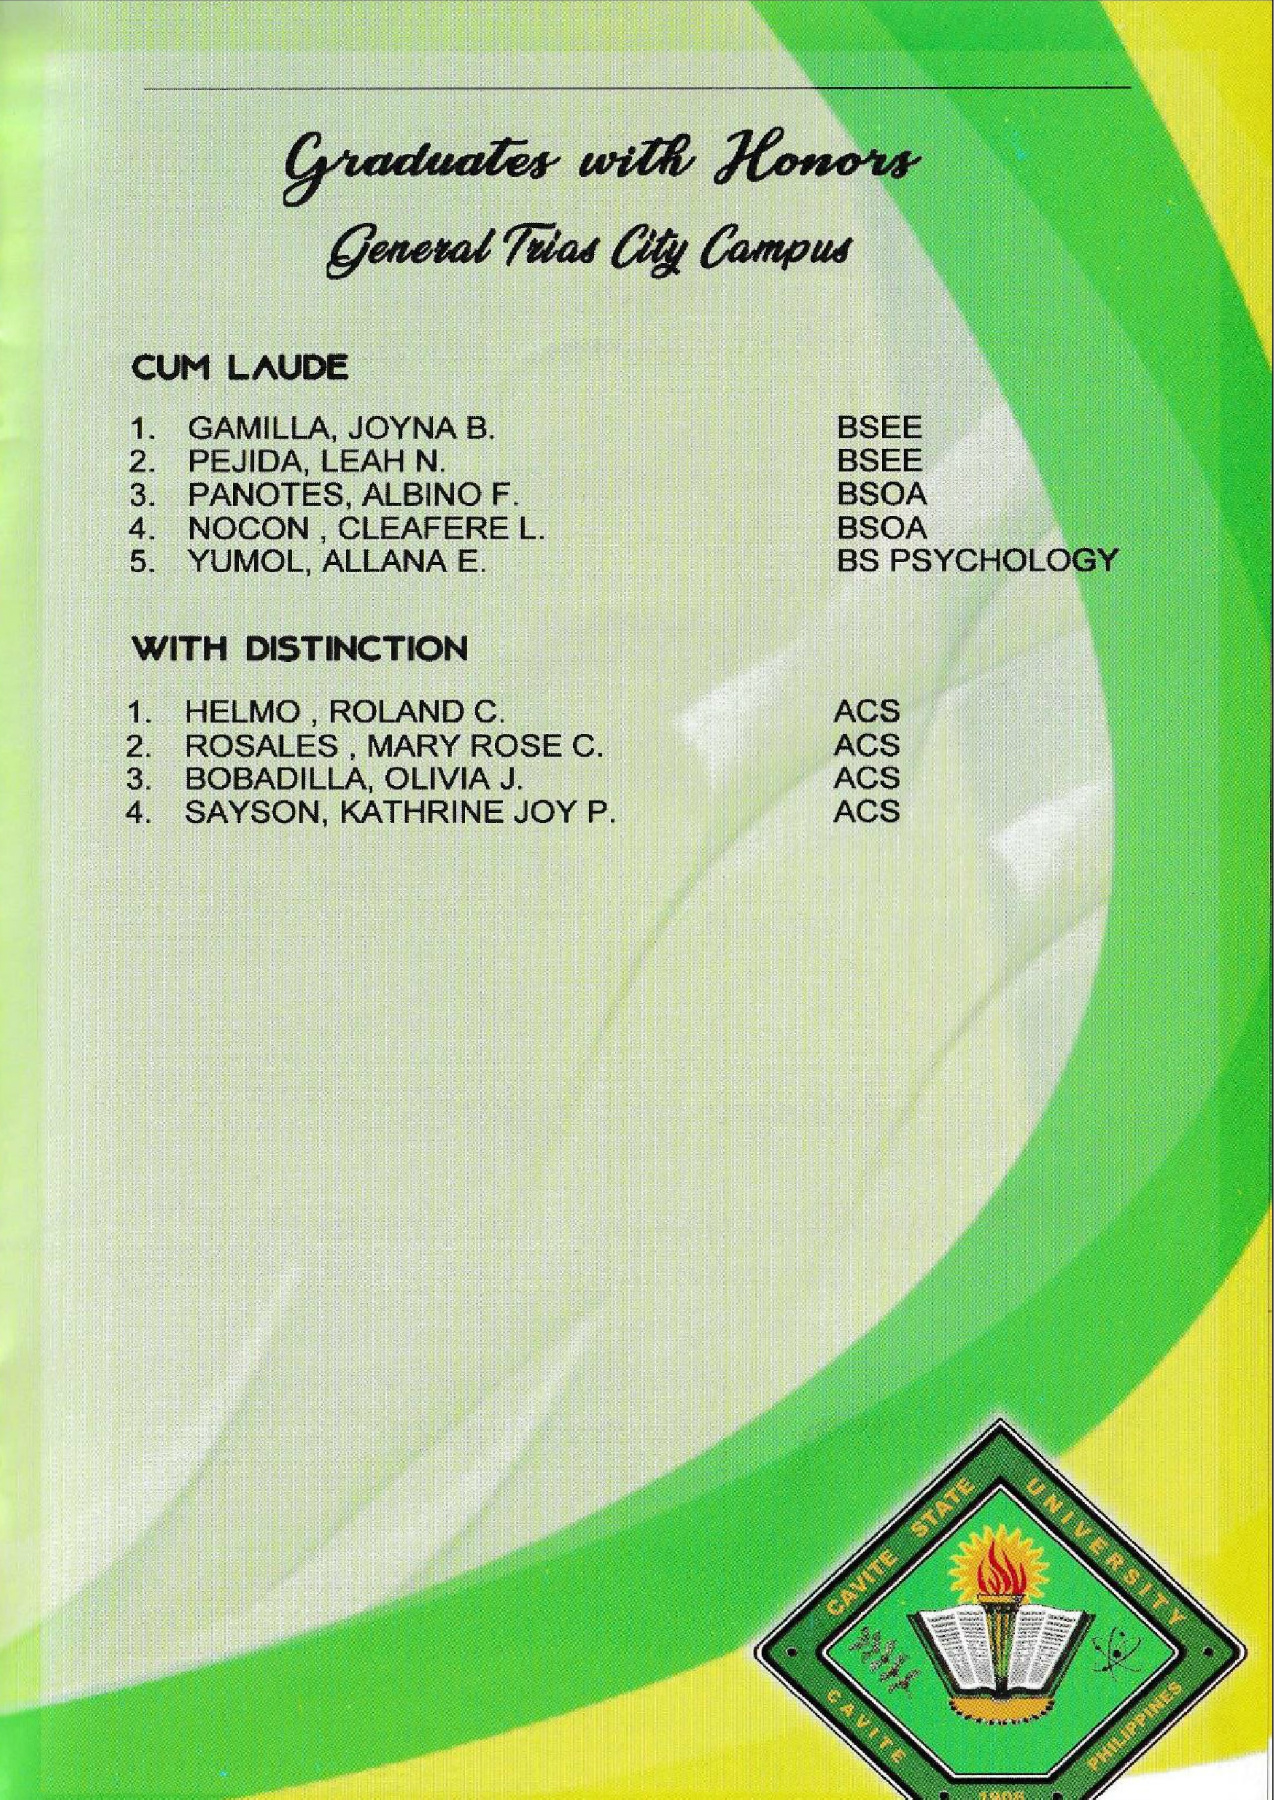 Graduates with Honors
General Trias City Campus
CUM LAUDE
1. GAMILLA, JOYNA B. BSEE
2. PEJIDA, LEAH N. BSEE
3. PANOTES, ALBINO F. BSOA
4. NOCON , CLEAFERE L. BSOA
5. YUMOL, ALLANA E. BS PSYCHOLOGY
WITH DISTINCTION
1. HELMO , ROLAND C. ACS
2. ROSALES , MARY ROSE C. ACS
3. BOBADILLA, OLIVIA J. ACS
4. SAYSON, KATHRINE JOY P. ACS
CAVITE STATE UNIVERSITY
CAVITE PHILIPPINES
1906